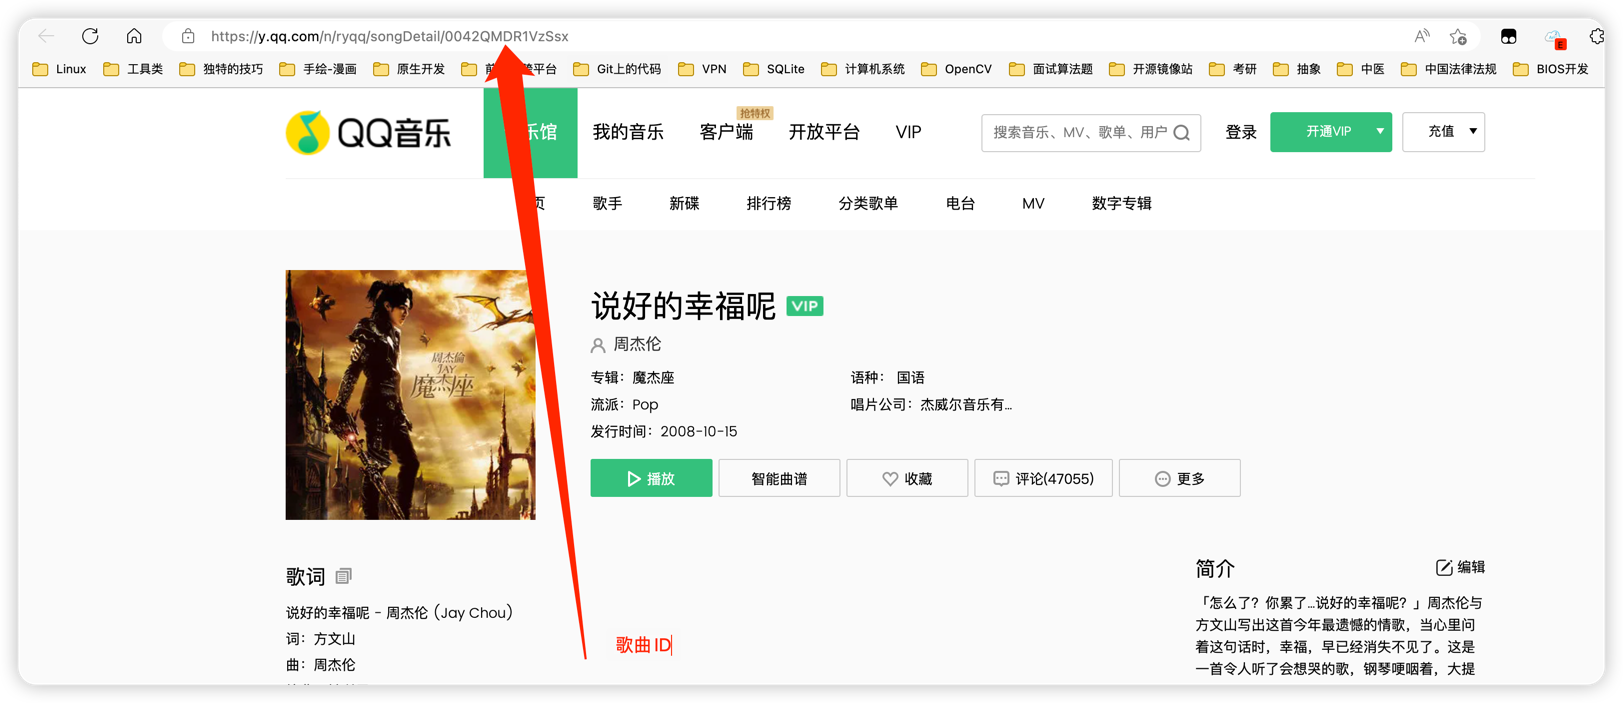 https://y.qq.com/n/ryqq/songDetail/0042QMDR1VzSsx
Linux 工具类 独特的技巧 手绘-漫画 原生开发 前 平台 Git上的代码 VPN SQLite 计算机系统 OpenCV 面试算法题 开源镜像站 考研 抽象 中医 中国法律法规 BIOS开发
QQ音乐 乐馆 我的音乐 客户端 抢特权 开放平台 VIP 搜索音乐、MV、歌单、用户 登录 开通VIP 充值
页 歌手 新碟 排行榜 分类歌单 电台 MV 数字专辑
周杰倫
JAY
魔杰座
说好的幸福呢 VIP
周杰伦
专辑：魔杰座 语种： 国语
流派：Pop 唱片公司：杰威尔音乐有...
发行时间：2008-10-15
播放 智能曲谱 收藏 评论(47055) 更多
歌词
说好的幸福呢 - 周杰伦 (Jay Chou)
词：方文山
曲：周杰伦
歌曲ID
简介 编辑
「怎么了？你累了...说好的幸福呢？」周杰伦与
方文山写出这首今年最遗憾的情歌，当心里问
着这句话时，幸福，早已经消失不见了。这是
一首令人听了会想哭的歌，钢琴哽咽着，大提